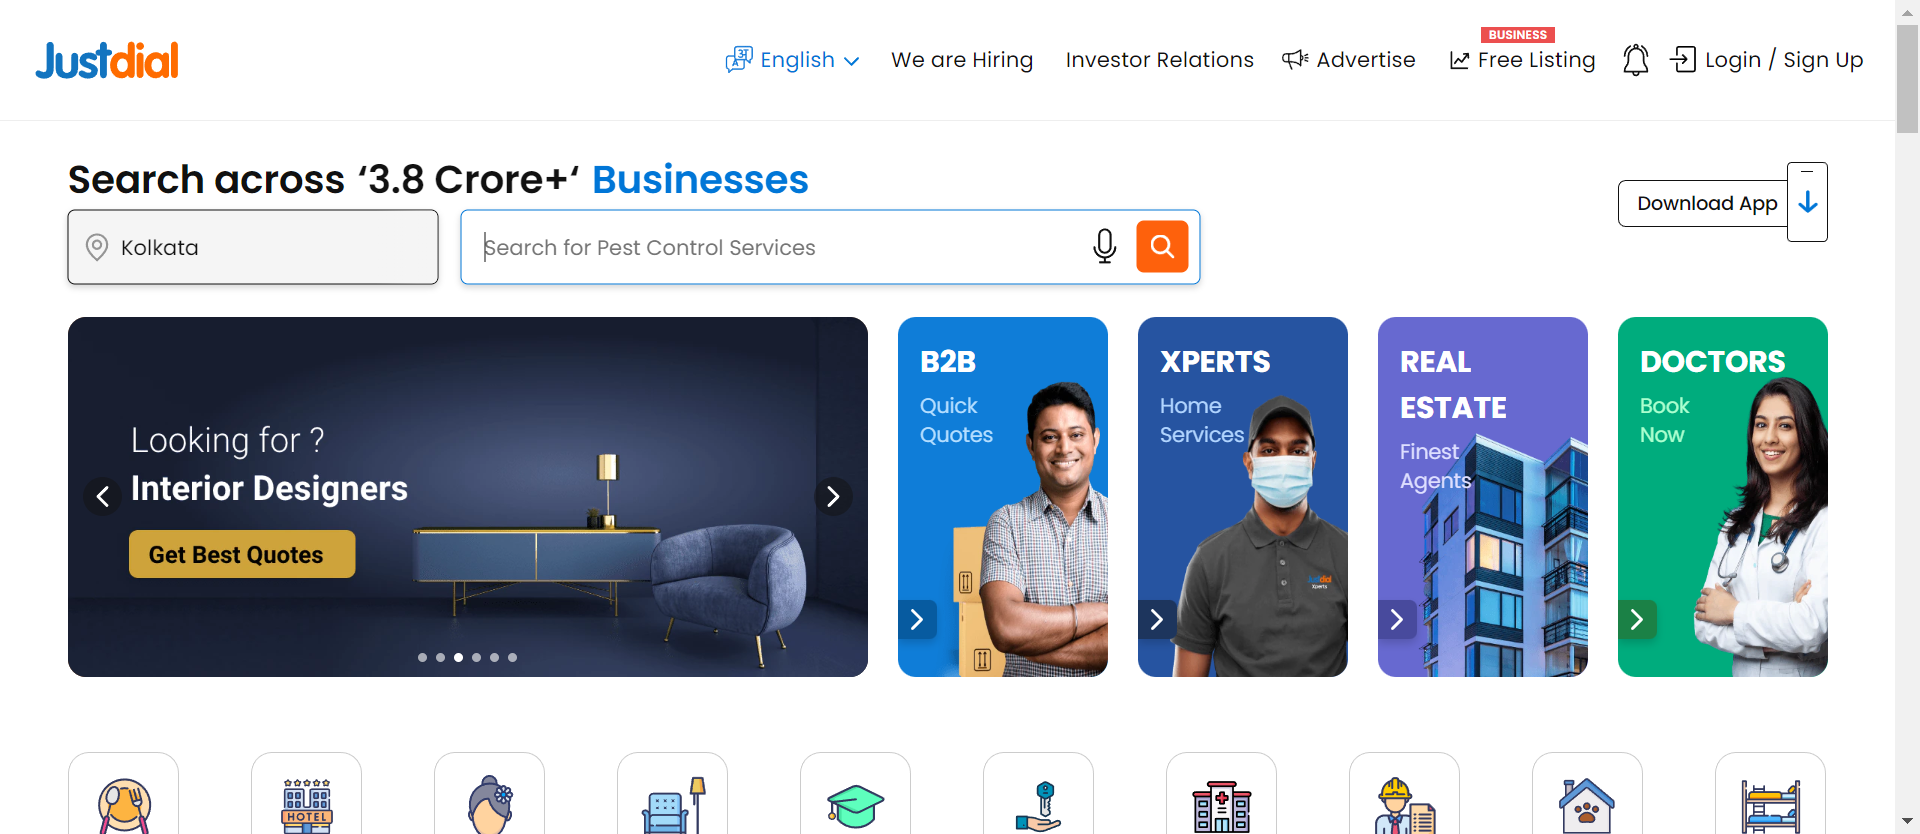 Justdial
English
We are Hiring
Investor Relations
Advertise
BUSINESS
Free Listing
Login / Sign Up
Search across ‘3.8 Crore+‘ Businesses
Download App
Kolkata
Search for Pest Control Services
Looking for ?
Interior Designers
Get Best Quotes
B2B
Quick
Quotes
XPERTS
Home
Services
Justdial
Xperts
REAL
ESTATE
Finest
Agents
DOCTORS
Book
Now
HOTEL